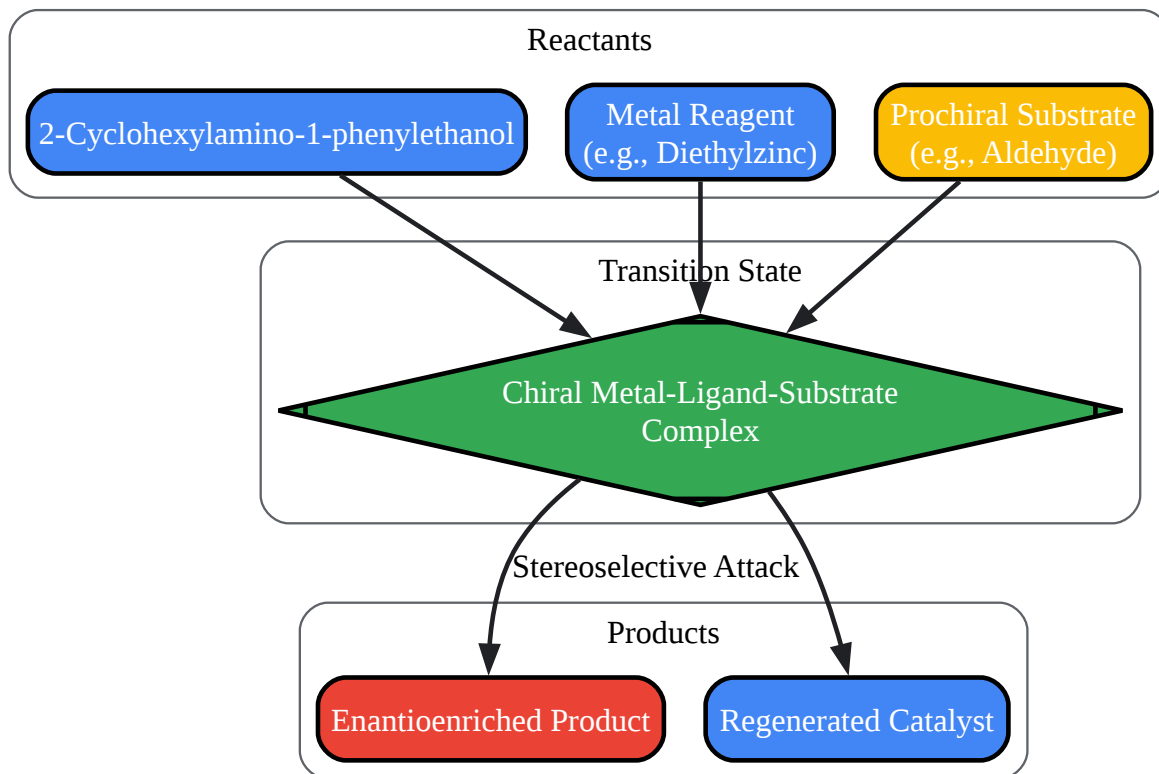 Reactants
2-Cyclohexylamino-1-phenylethanol
Metal Reagent
(e.g., Diethylzinc)
Prochiral Substrate
(e.g., Aldehyde)
Transition State
Chiral Metal-Ligand-Substrate
Complex
Stereoselective Attack
Products
Enantioenriched Product
Regenerated Catalyst